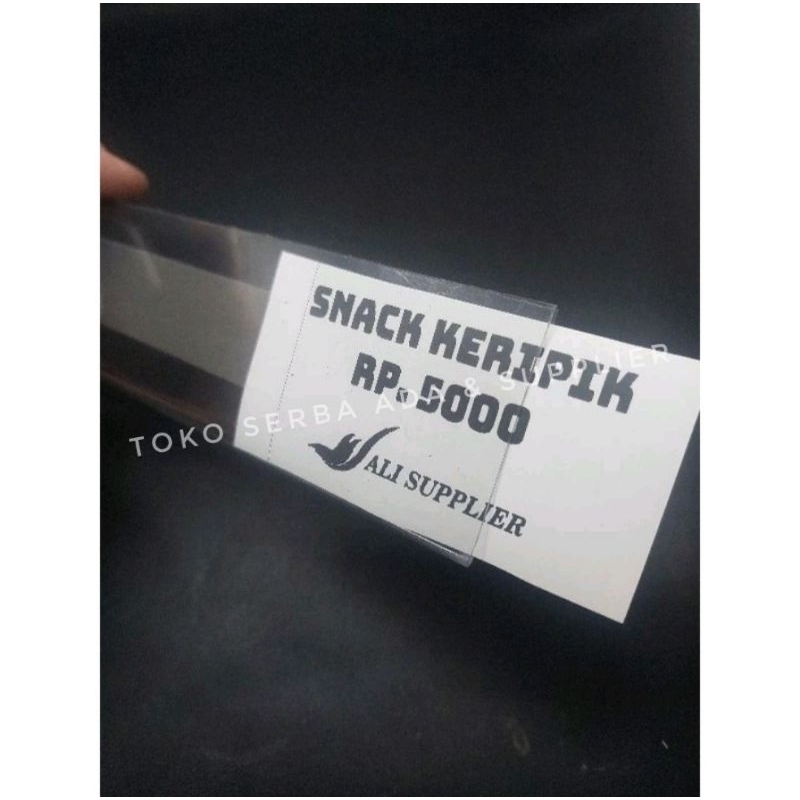 SNACK KERIPIK
RP. 5000
ALI SUPPLIER
TOKO SERBA ADA & SUPPLIER